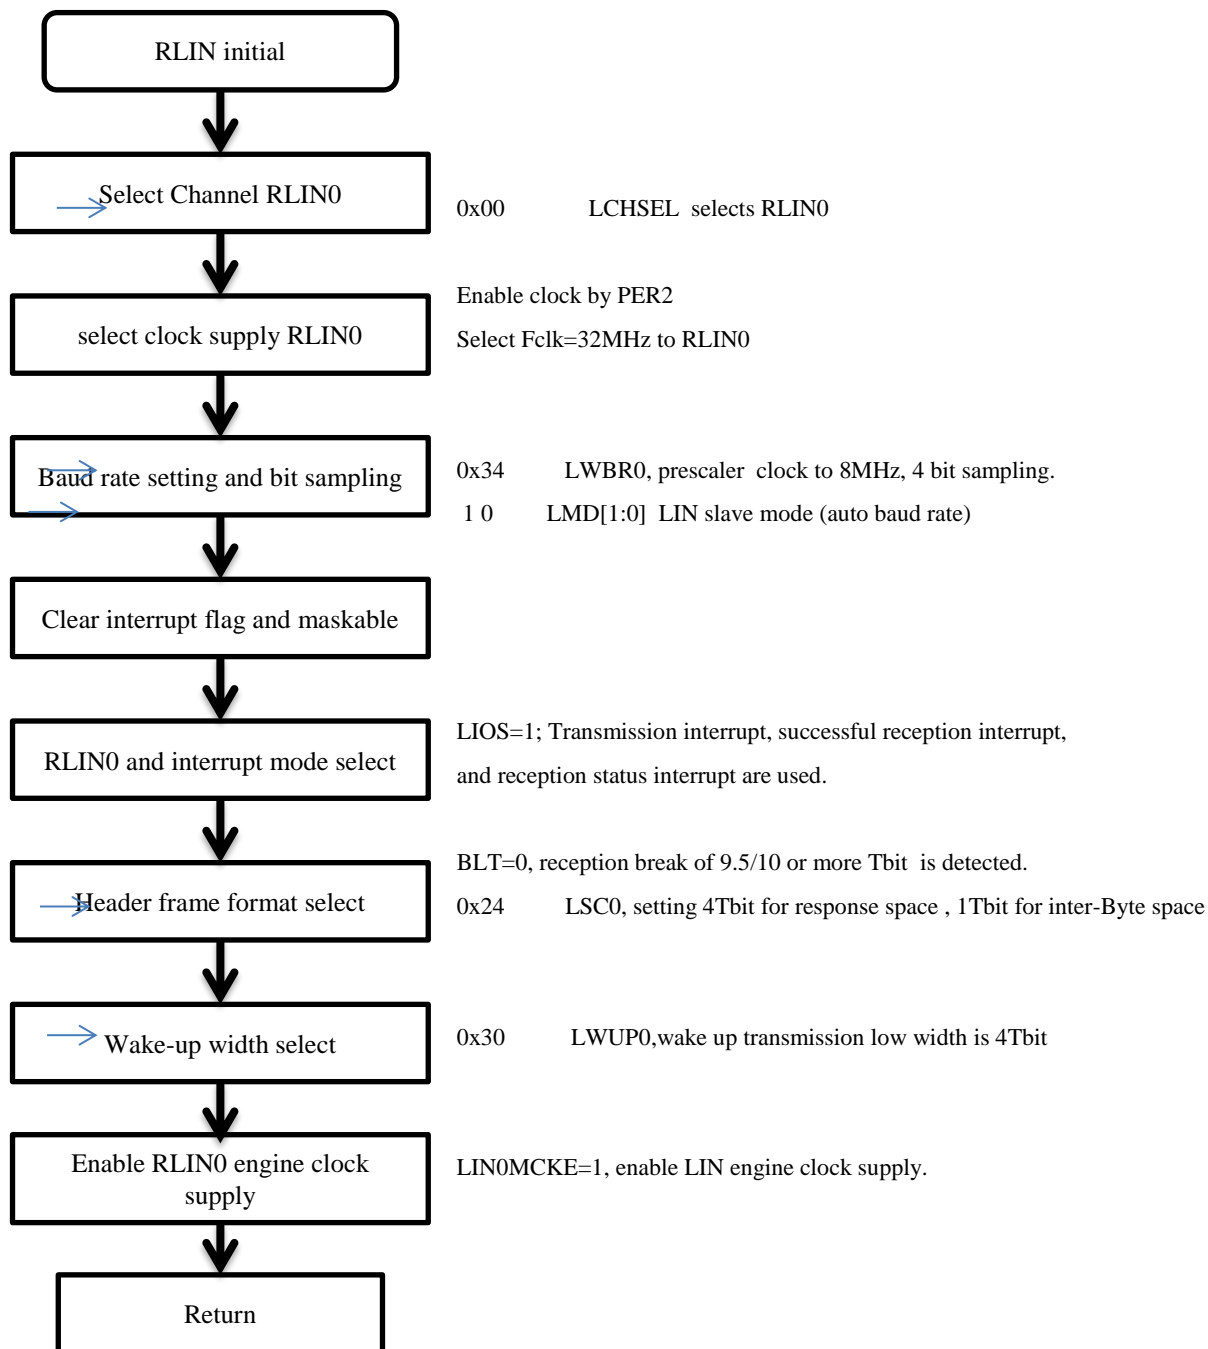 RLIN initial
Select Channel RLIN0
0x00 LCHSEL selects RLIN0
select clock supply RLIN0
Enable clock by PER2
Select Fclk=32MHz to RLIN0
Baud rate setting and bit sampling
0x34 LWBR0, prescaler clock to 8MHz, 4 bit sampling.
1 0 LMD[1:0] LIN slave mode (auto baud rate)
Clear interrupt flag and maskable
RLIN0 and interrupt mode select
LIOS=1; Transmission interrupt, successful reception interrupt,
and reception status interrupt are used.
Header frame format select
BLT=0, reception break of 9.5/10 or more Tbit is detected.
0x24 LSC0, setting 4Tbit for response space , 1Tbit for inter-Byte space
Wake-up width select
0x30 LWUP0,wake up transmission low width is 4Tbit
Enable RLIN0 engine clock
supply
LIN0MCKE=1, enable LIN engine clock supply.
Return